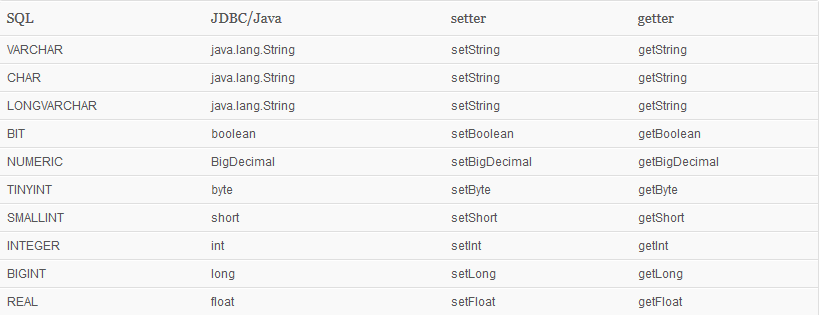 SQL JDBC/Java setter getter
VARCHAR java.lang.String setString getString
CHAR java.lang.String setString getString
LONGVARCHAR java.lang.String setString getString
BIT boolean setBoolean getBoolean
NUMERIC BigDecimal setBigDecimal getBigDecimal
TINYINT byte setByte getByte
SMALLINT short setShort getShort
INTEGER int setInt getInt
BIGINT long setLong getLong
REAL float setFloat getFloat